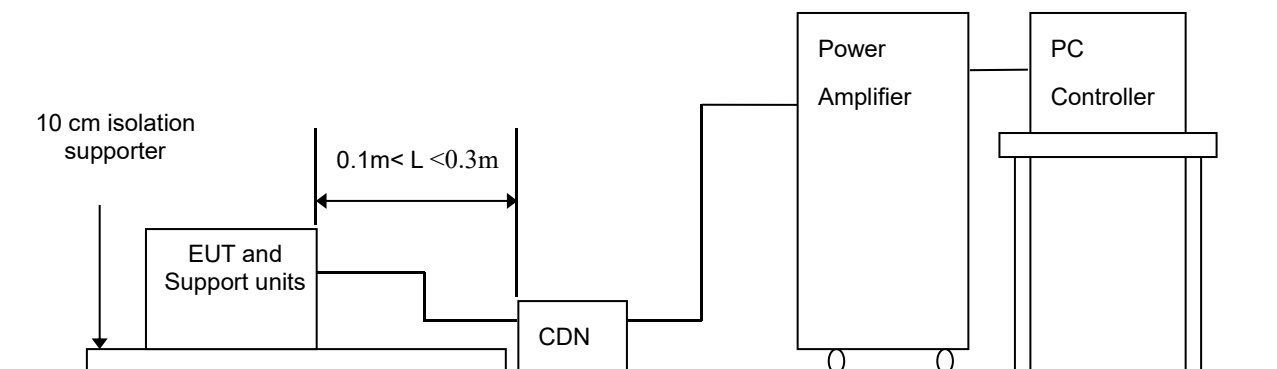 Power
Amplifier
PC
Controller
10 cm isolation
supporter
0.1m< L <0.3m
EUT and
Support units
CDN